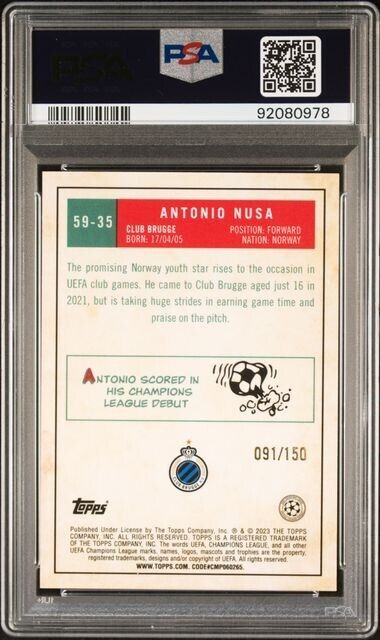 PSA
PSA
92080978
59-35
ANTONIO NUSA
CLUB BRUGGE
POSITION: FORWARD
BORN: 17/04/05
NATION: NORWAY
The promising Norway youth star rises to the occasion in
UEFA club games. He came to Club Brugge aged just 16 in
2021, but is taking huge strides in earning game time and
praise on the pitch.
ANTONIO SCORED IN
HIS CHAMPIONS
LEAGUE DEBUT
091/150
CLUB BRUGGE K.V.
Topps
Published Under License by The Topps Company, Inc. ® & © 2023 THE TOPPS
COMPANY, INC. ALL RIGHTS RESERVED. TOPPS IS A REGISTERED TRADEMARK
OF THE TOPPS COMPANY, INC. The words UEFA, CHAMPIONS LEAGUE, and all other
UEFA Champions League marks, names, logos, mascots and trophies are the property,
registered designs and/or copyright of UEFA. All rights reserved.
WWW.TOPPS.COM. CODE#CMP060265.